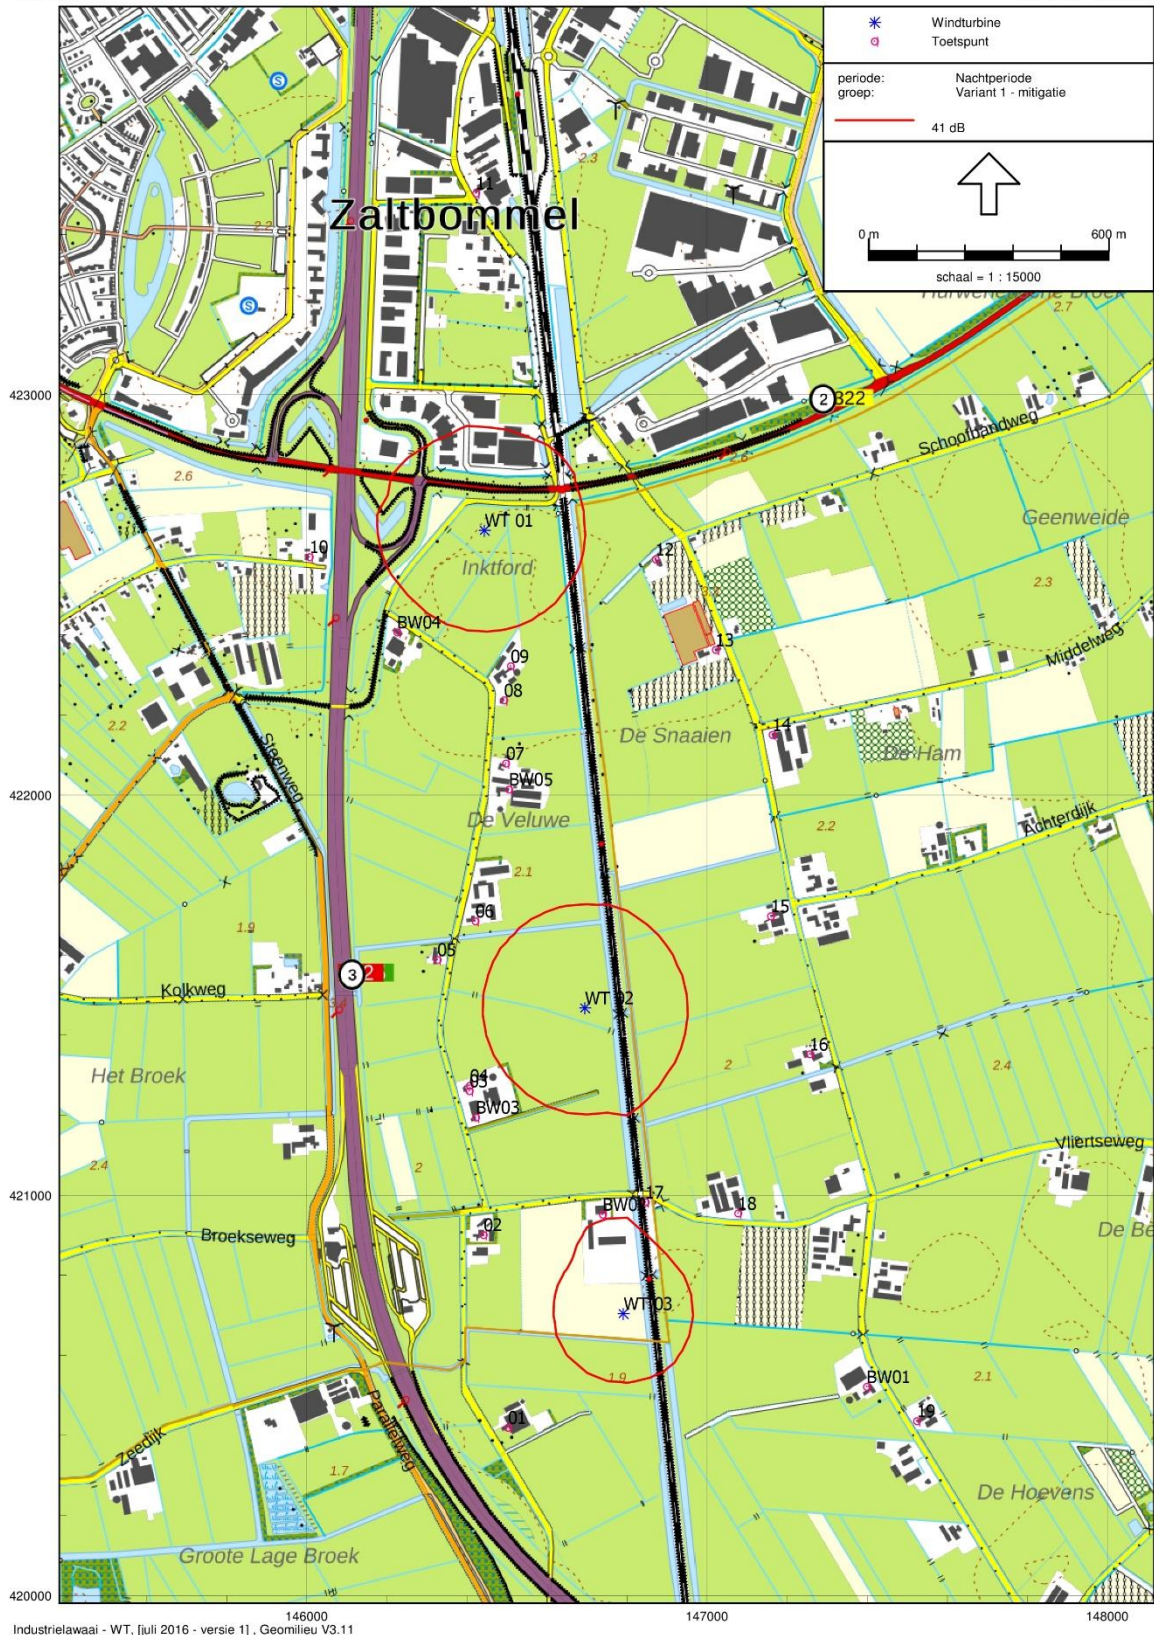 Windturbine
Toetspunt
periode: Nachtperiode
groep: Variant 1 - mitigatie
41 dB
0 m 600 m
schaal = 1 : 15000
S
2.3
11
Zaltbommel
2.2
S
2.7
423000
2 322
Schoofbandweg
2.6
2.6
WT 01
Geenweide
10
12
Inktford
2.3
BW04
13
Middelweg
09
08
2.2
14
De Snaaien
De Ham
Steenweg
07
BW05
422000
De Veluwe
2.2
Achterdijk
2.1
06
15
1.9
05
3 2
Kolkweg
WT 02
16
Het Broek
04
03
2
2.4
BW03
2.4
2
Vliertseweg
421000
17
18
02
Broekseweg
De Be
WT 03
1.9
2.1
BW01
01
19
Parallelweg
Zeedijk
1.7
De Hoevens
Groote Lage Broek
420000
146000 147000 148000
Industrielawaai - WT, [juli 2016 - versie 1] , Geomilieu V3.11